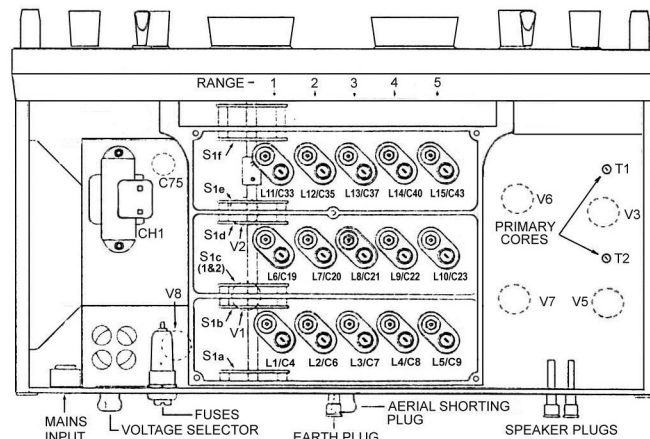 RANGE – 1 2 3 4 5
S1f
C75
L11/C33 L12/C35 L13/C37 L14/C40 L15/C43
T1
S1e
V6
V3
CH1
S1d
V2
PRIMARY
CORES
S1c
(1&2)
L6/C19 L7/C20 L8/C21 L9/C22 L10/C23
T2
V8
S1b
V1
V7
V5
S1a
L1/C4 L2/C6 L3/C7 L4/C8 L5/C9
MAINS
INPUT
VOLTAGE SELECTOR
FUSES
EARTH PLUG
AERIAL SHORTING
PLUG
SPEAKER PLUGS